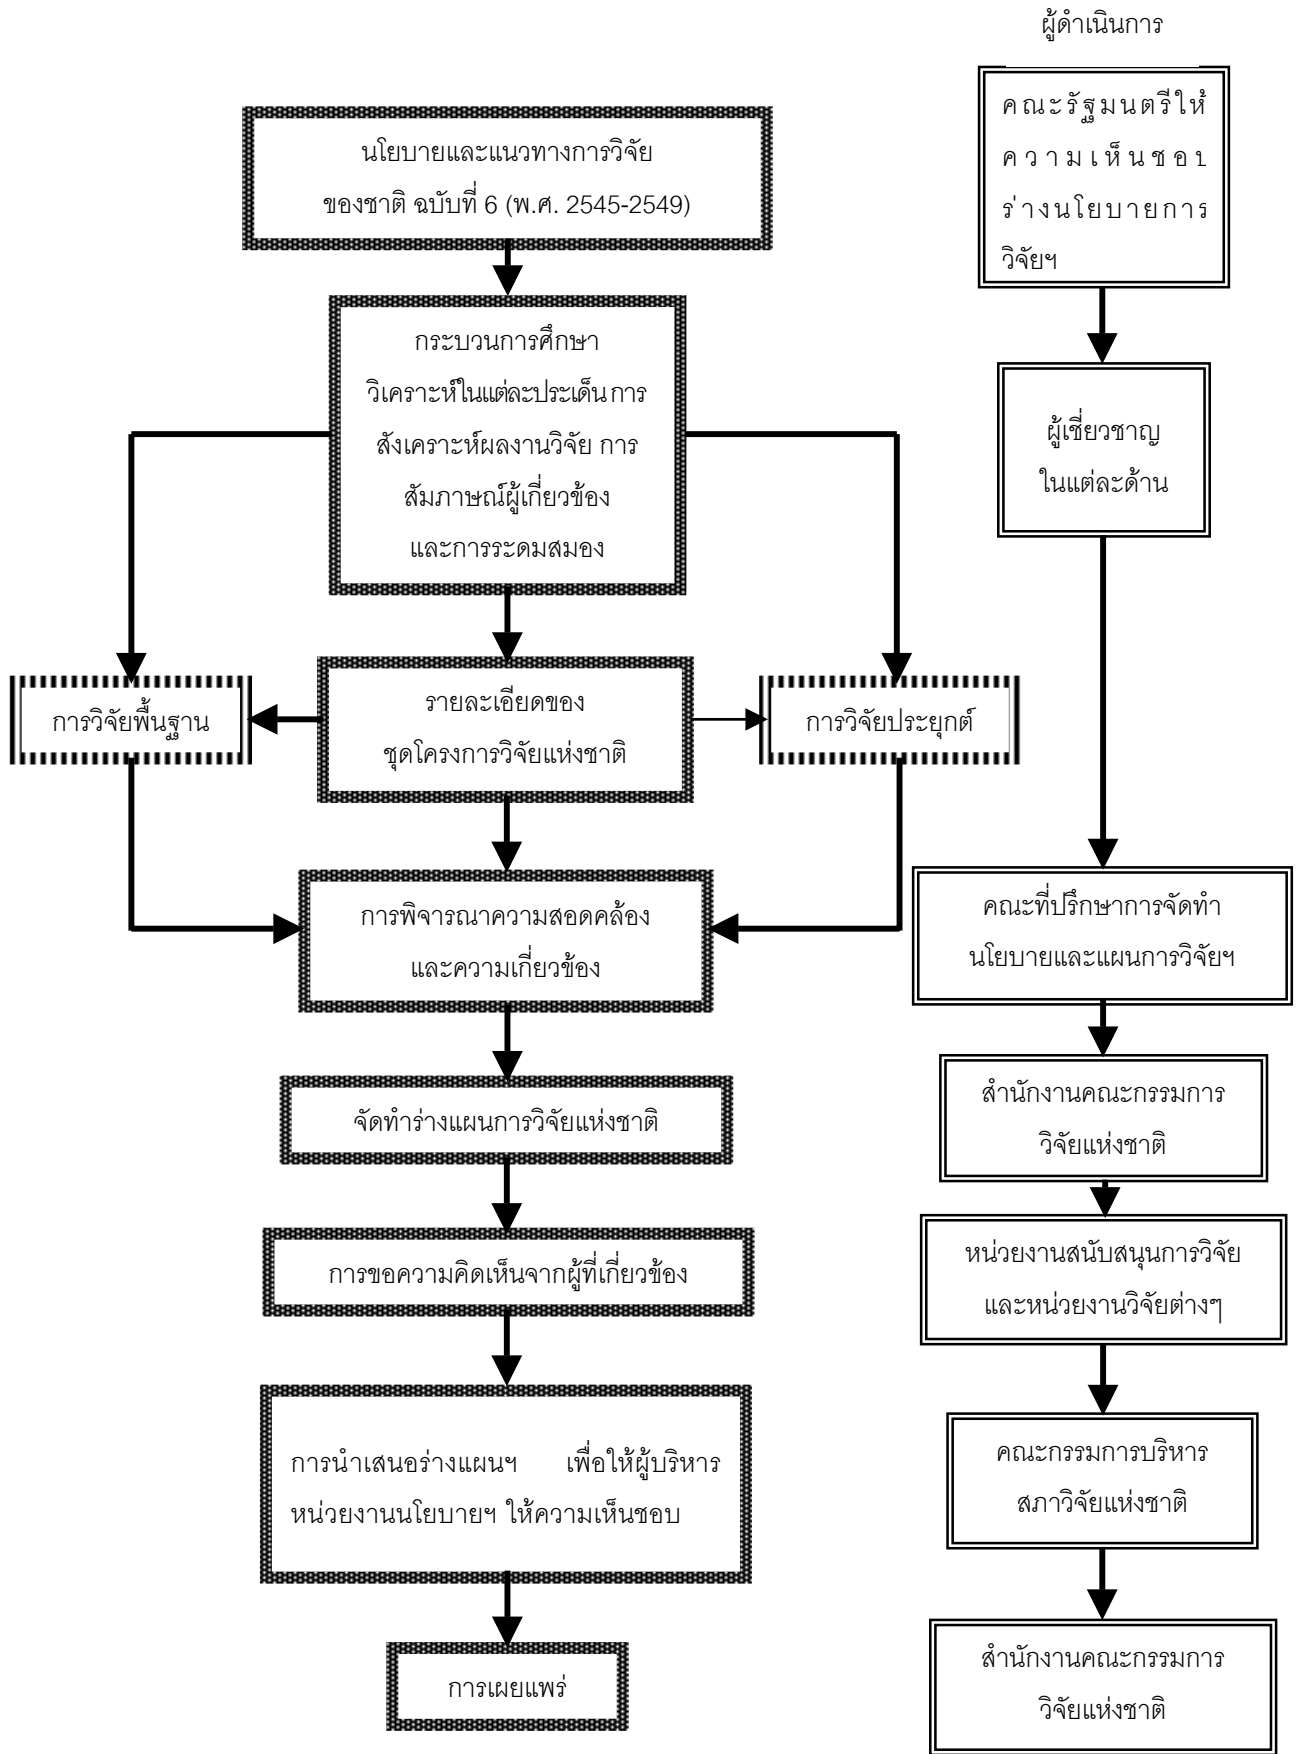 ผู้ดำเนินการ
คณะรัฐมนตรีให้
ความเห็นชอบ
ร่างนโยบายการ
วิจัยฯ
นโยบายและแนวทางการวิจัย
ของชาติ ฉบับที่ 6 (พ.ศ. 2545-2549)
กระบวนการศึกษา
วิเคราะห์ในแต่ละประเด็น การ
สังเคราะห์ผลงานวิจัย การ
สัมภาษณ์ผู้เกี่ยวข้อง
และการระดมสมอง
ผู้เชี่ยวชาญ
ในแต่ละด้าน
การวิจัยพื้นฐาน
รายละเอียดของ
ชุดโครงการวิจัยแห่งชาติ
การวิจัยประยุกต์
การพิจารณาความสอดคล้อง
และความเกี่ยวข้อง
คณะที่ปรึกษาการจัดทำ
นโยบายและแผนการวิจัยฯ
จัดทำร่างแผนการวิจัยแห่งชาติ
สำนักงานคณะกรรมการ
วิจัยแห่งชาติ
การขอความคิดเห็นจากผู้ที่เกี่ยวข้อง
หน่วยงานสนับสนุนการวิจัย
และหน่วยงานวิจัยต่างๆ
การนำเสนอร่างแผนฯ เพื่อให้ผู้บริหาร
หน่วยงานนโยบายฯ ให้ความเห็นชอบ
คณะกรรมการบริหาร
สภาวิจัยแห่งชาติ
การเผยแพร่
สำนักงานคณะกรรมการ
วิจัยแห่งชาติ